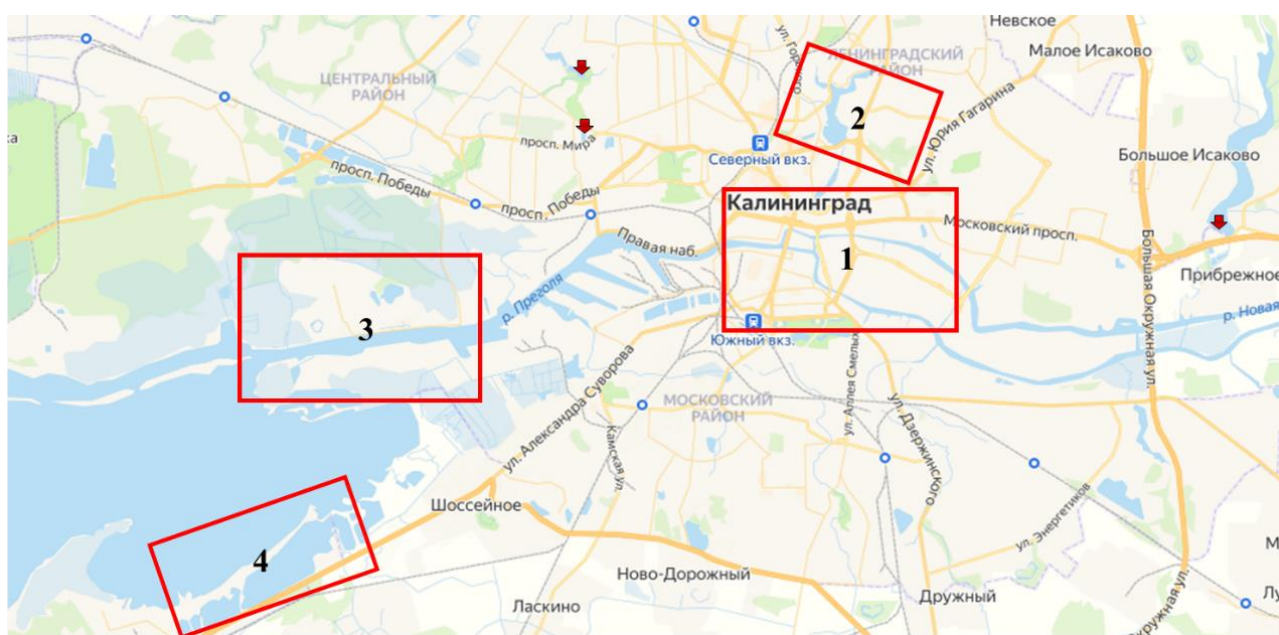 Невское
ул. Горького
ЛЕНИНГРАДСКИЙ
РАЙОН
Малое Исаково
ЦЕНТРАЛЬНЫЙ
РАЙОН
ул. Юрия Гагарина
2
просп. Мира
Северный вкз.
Большое Исаково
просп. Победы
просп. Победы
Калининград
Московский просп.
Правая наб.
1
Большая Окружная ул.
Прибрежное
р. Преголя
р. Новая
3
Южный вкз.
ул. Александра Суворова
ул. Аллея Смелых
МОСКОВСКИЙ
РАЙОН
ул. Дзержинского
Камская ул.
Шоссейное
ул. Энергетиков
4
Ново-Дорожный
Дружный
Ласкино